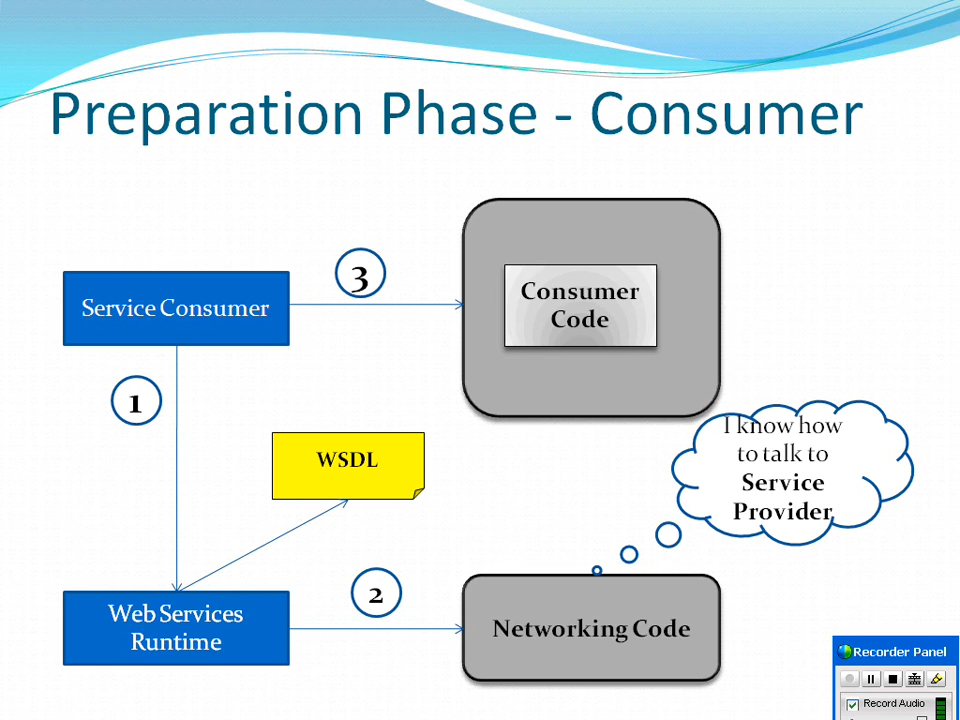 Preparation Phase - Consumer
3
Service Consumer
Consumer
Code
1
I know how
to talk to
Service
Provider
WSDL
2
Web Services
Runtime
Networking Code
Recorder Panel
Record Audio